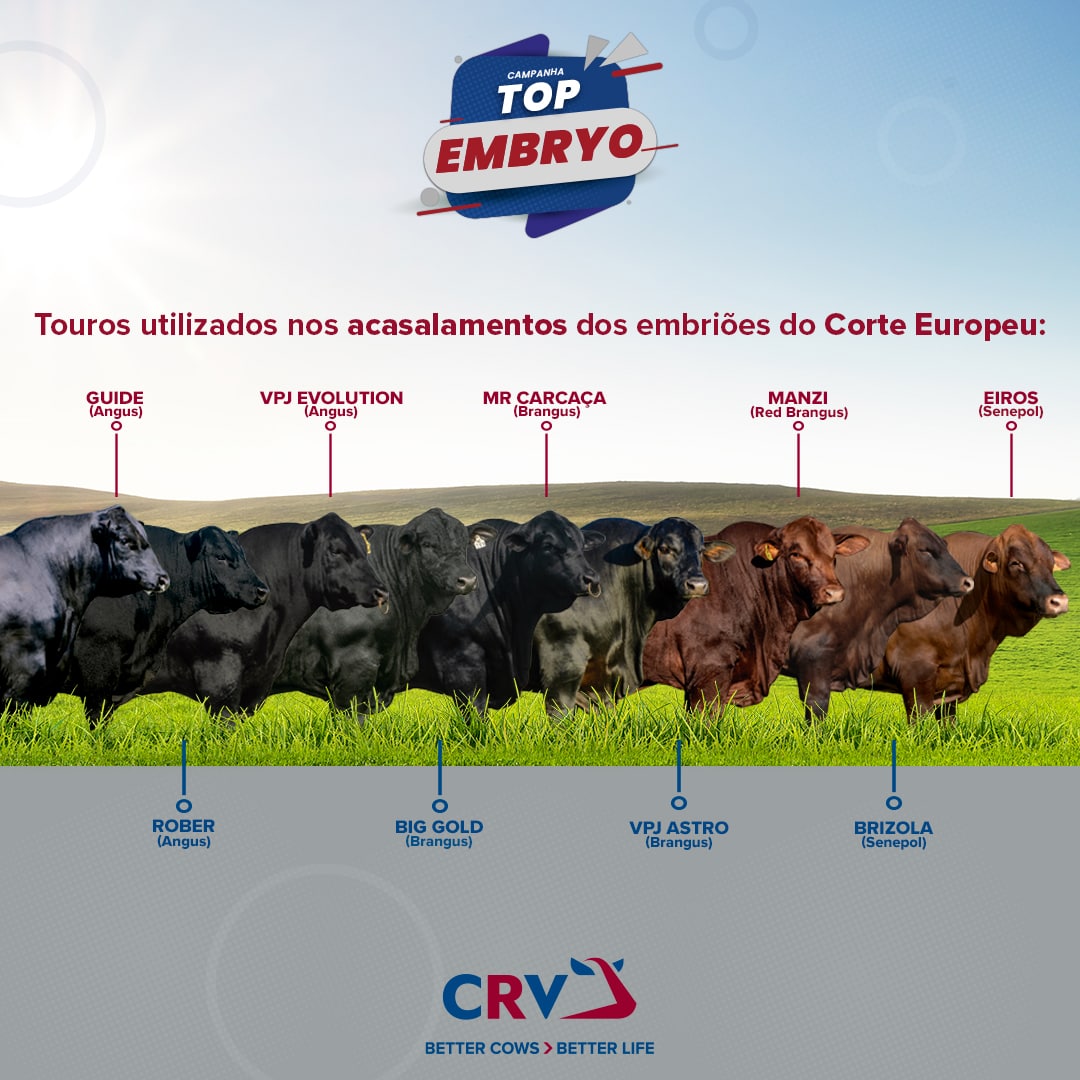 CAMPANHA
TOP
EMBRYO
Touros utilizados nos acasalamentos dos embriões do Corte Europeu:
GUIDE
(Angus)
VPJ EVOLUTION
(Angus)
MR CARCAÇA
(Brangus)
MANZI
(Red Brangus)
EIROS
(Senepol)
ROBER
(Angus)
BIG GOLD
(Brangus)
VPJ ASTRO
(Brangus)
BRIZOLA
(Senepol)
CRV
BETTER COWS > BETTER LIFE